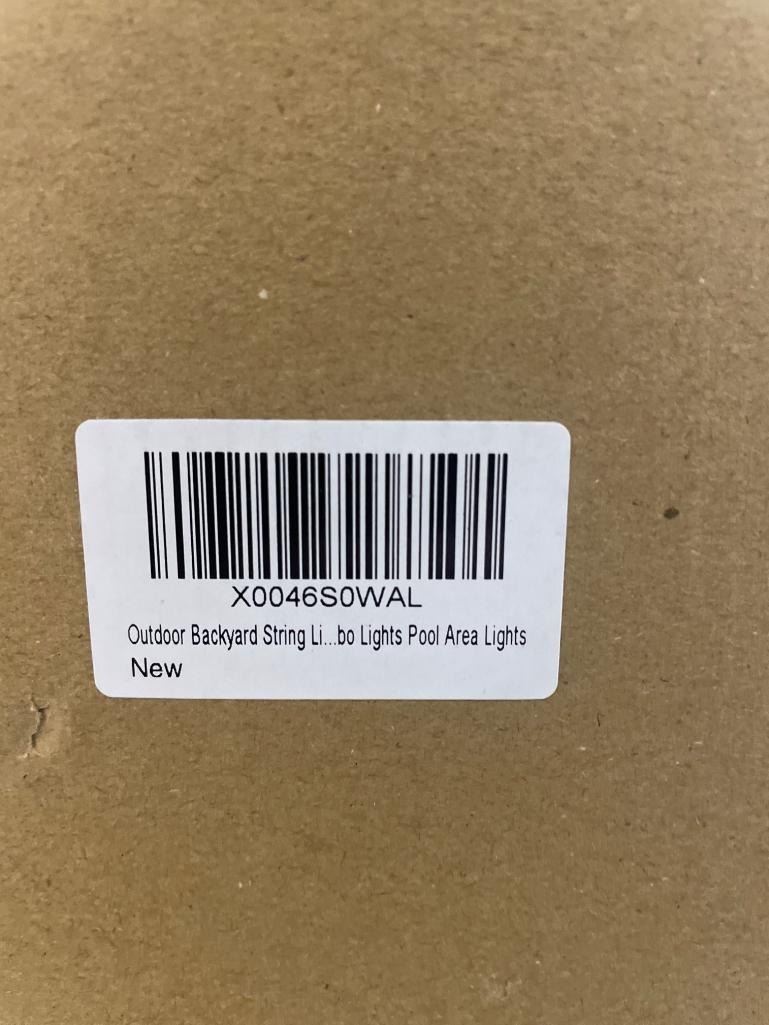 X0046S0WAL
Outdoor Backyard String Li...bo Lights Pool Area Lights
New